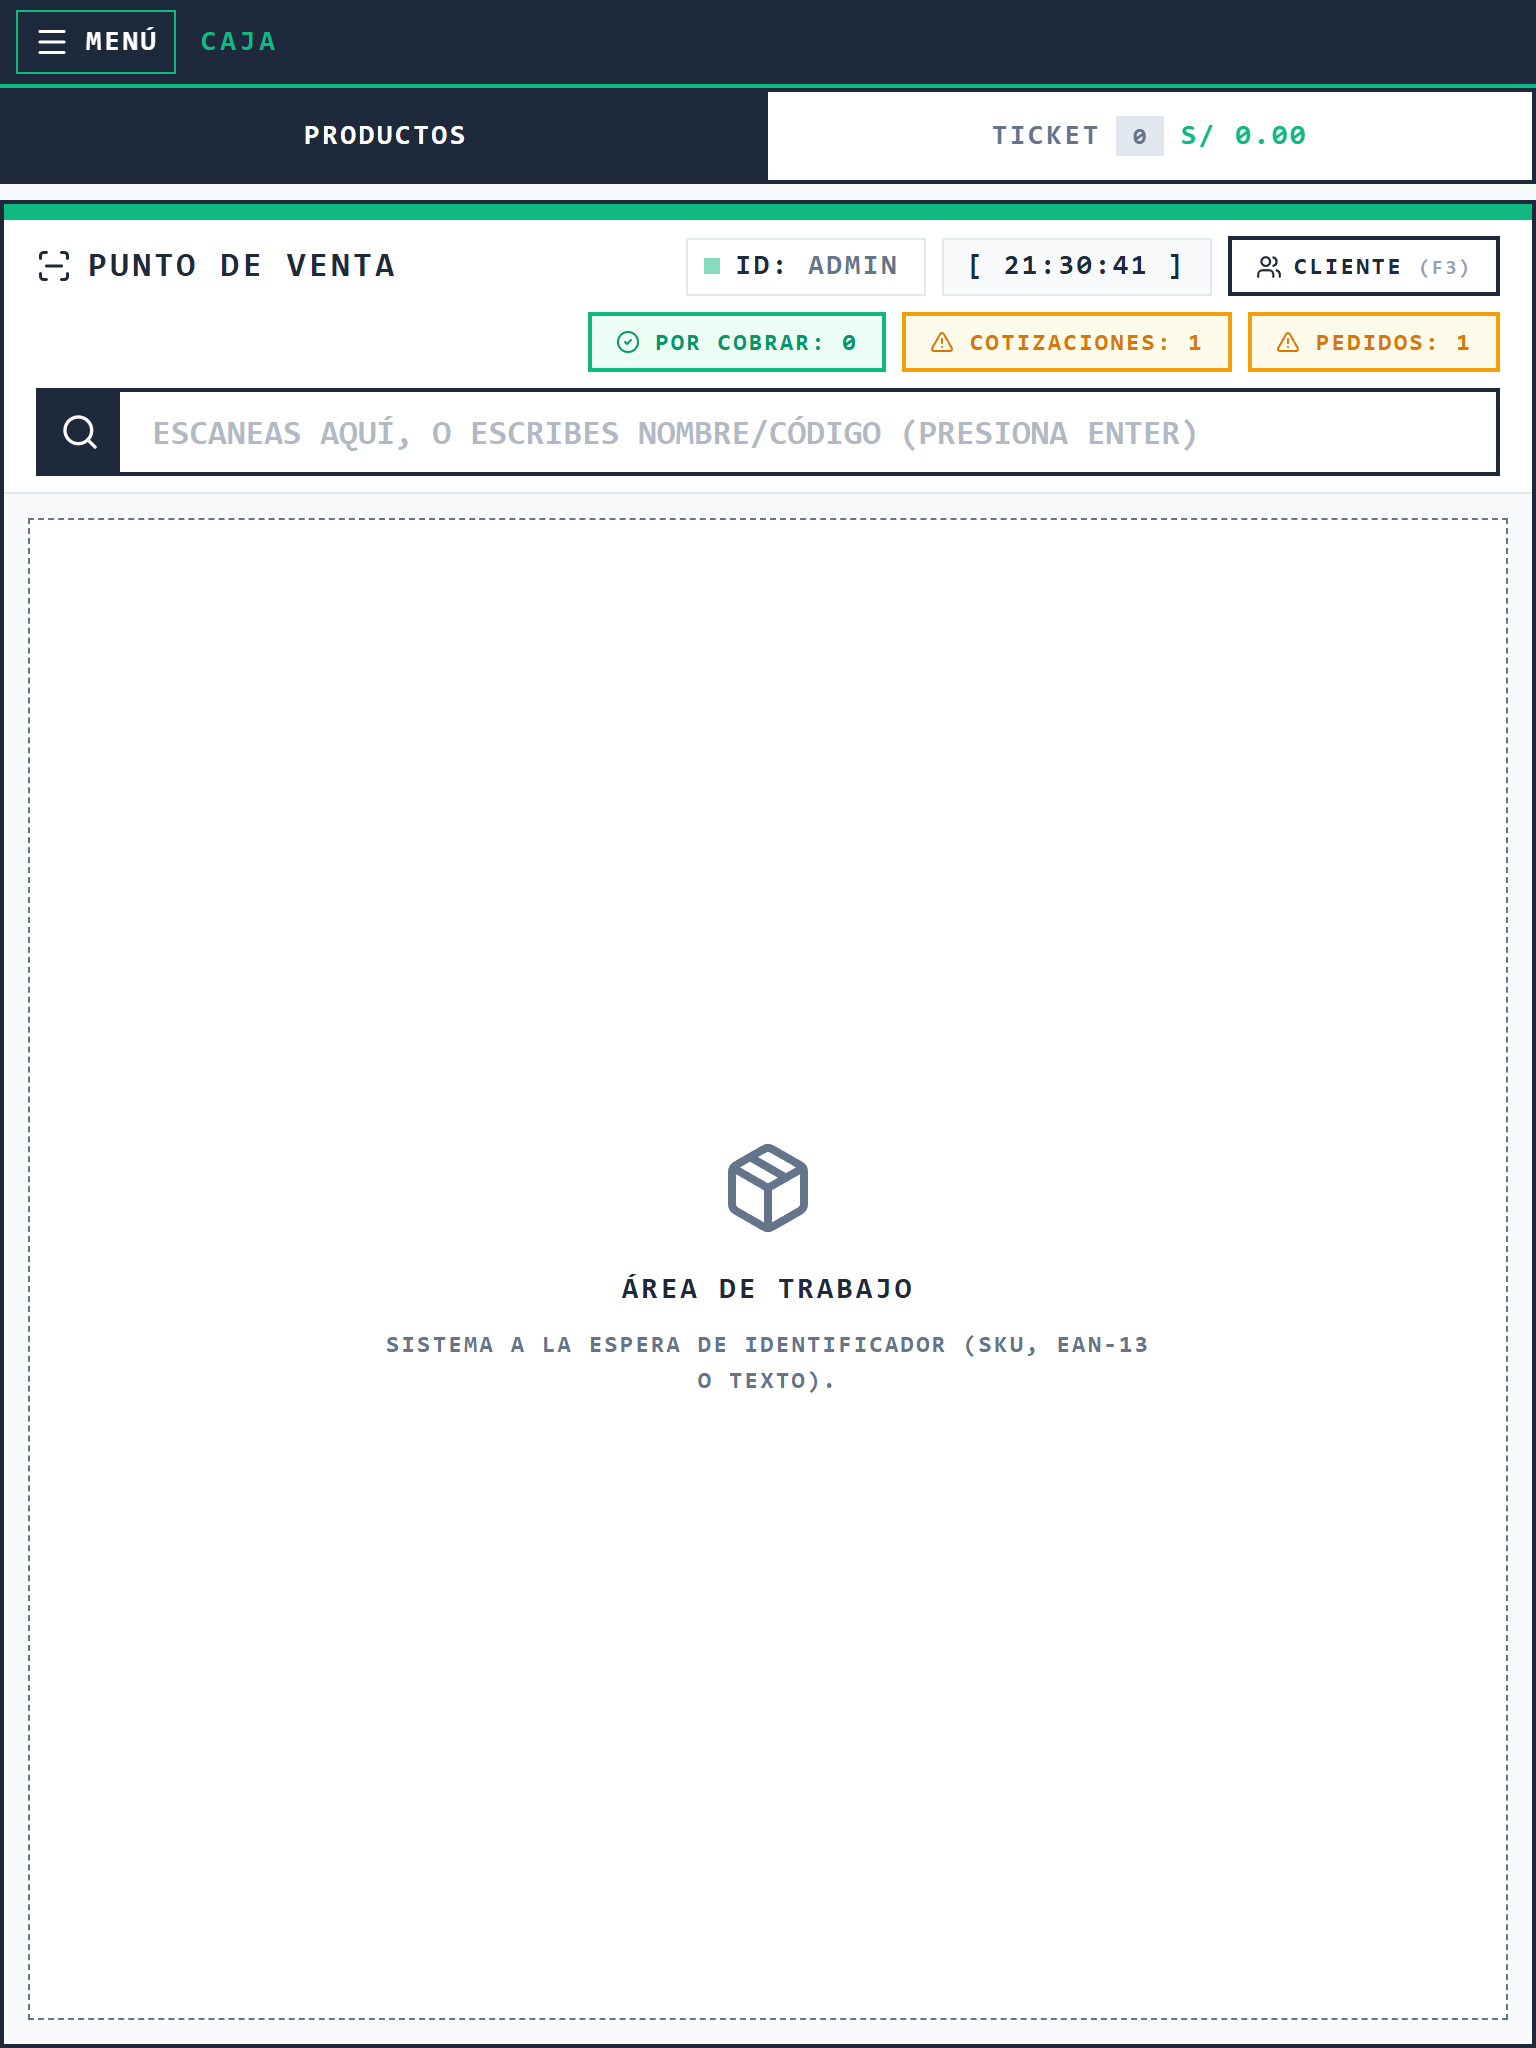 MENÚ CAJA
PRODUCTOS
TICKET 0 S/ 0.00
PUNTO DE VENTA
ID: ADMIN
[ 21:30:41 ]
CLIENTE (F3)
POR COBRAR: 0
COTIZACIONES: 1
PEDIDOS: 1
ESCANEAS AQUÍ, O ESCRIBES NOMBRE/CÓDIGO (PRESIONA ENTER)
ÁREA DE TRABAJO
SISTEMA A LA ESPERA DE IDENTIFICADOR (SKU, EAN-13
O TEXTO).